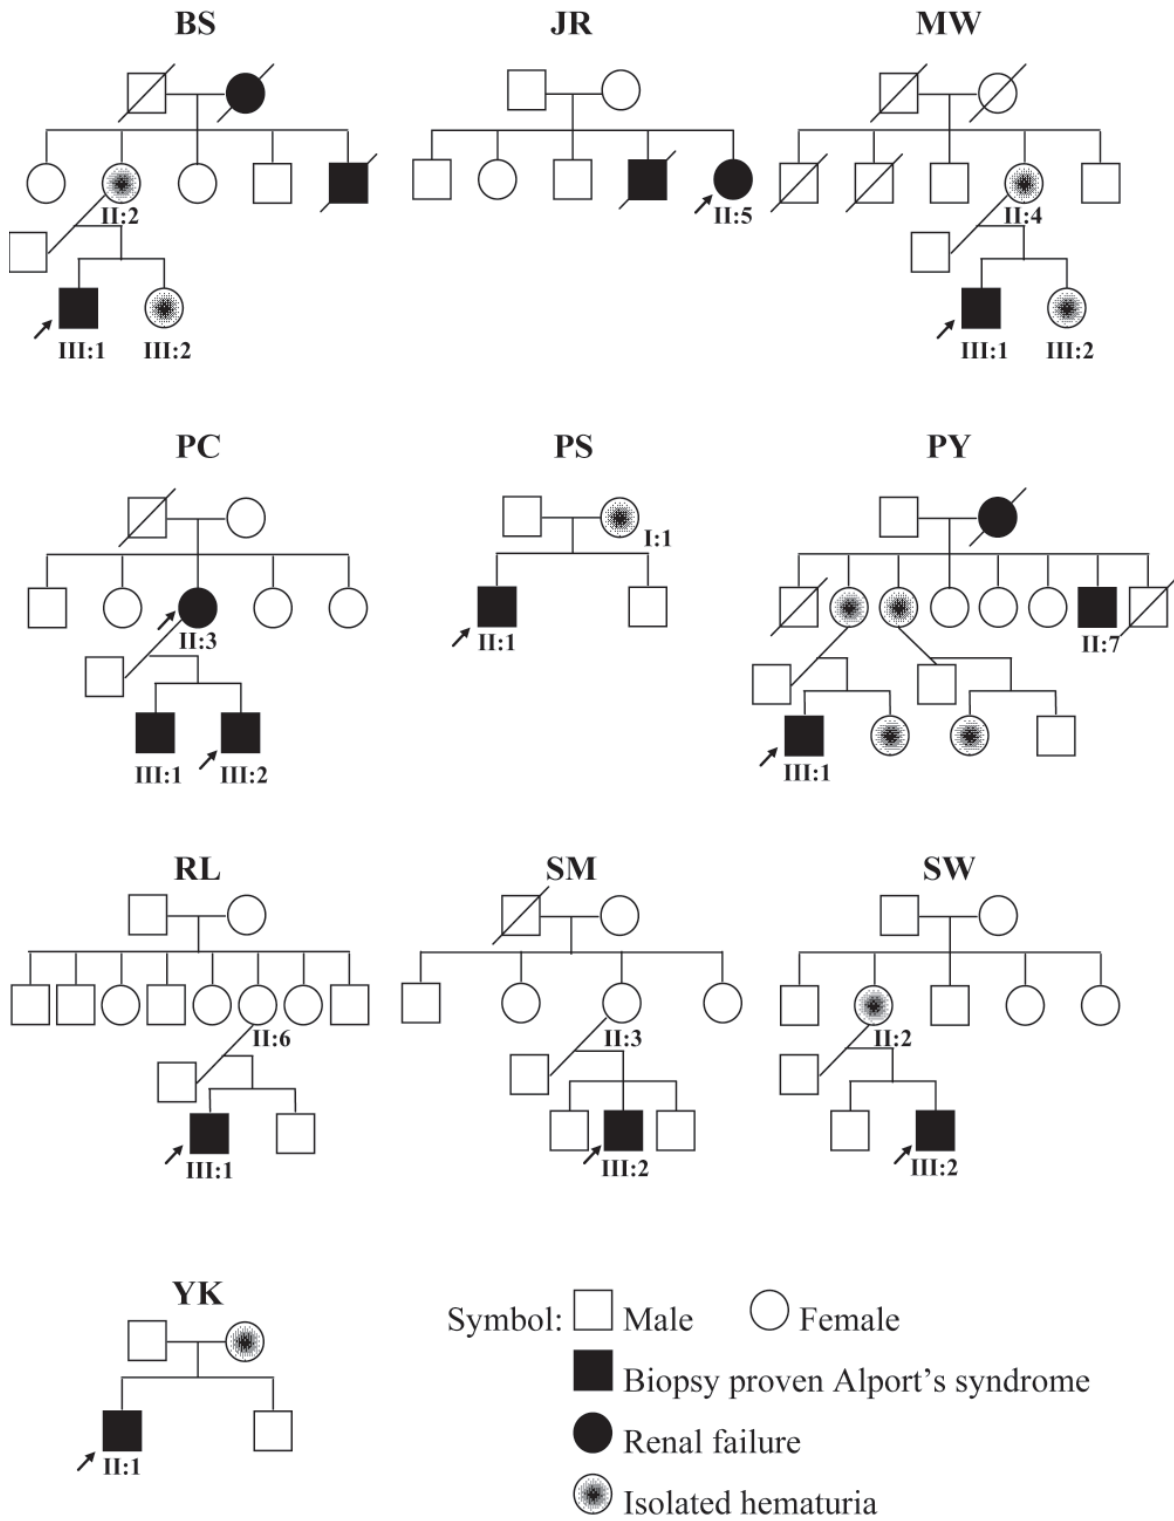 BS JR MW
II:2 II:5 II:4
III:1 III:2 III:1 III:2
PC PS PY
I:1
II:3 II:1 II:7
III:1 III:2 III:1
RL SM SW
II:6 II:3 II:2
III:1 III:2 III:2
YK
Symbol: Male Female
Biopsy proven Alport's syndrome
II:1 Renal failure
Isolated hematuria